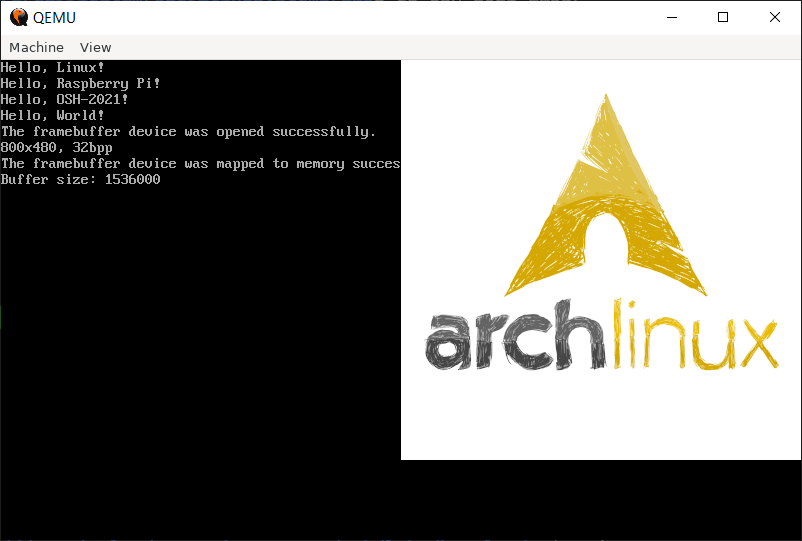 QEMU
Machine View
Hello, Linux!
Hello, Raspberry Pi!
Hello, OSH-2021!
Hello, World!
The framebuffer device was opened successfully.
800x480, 32bpp
The framebuffer device was mapped to memory succes
Buffer size: 1536000
archlinux